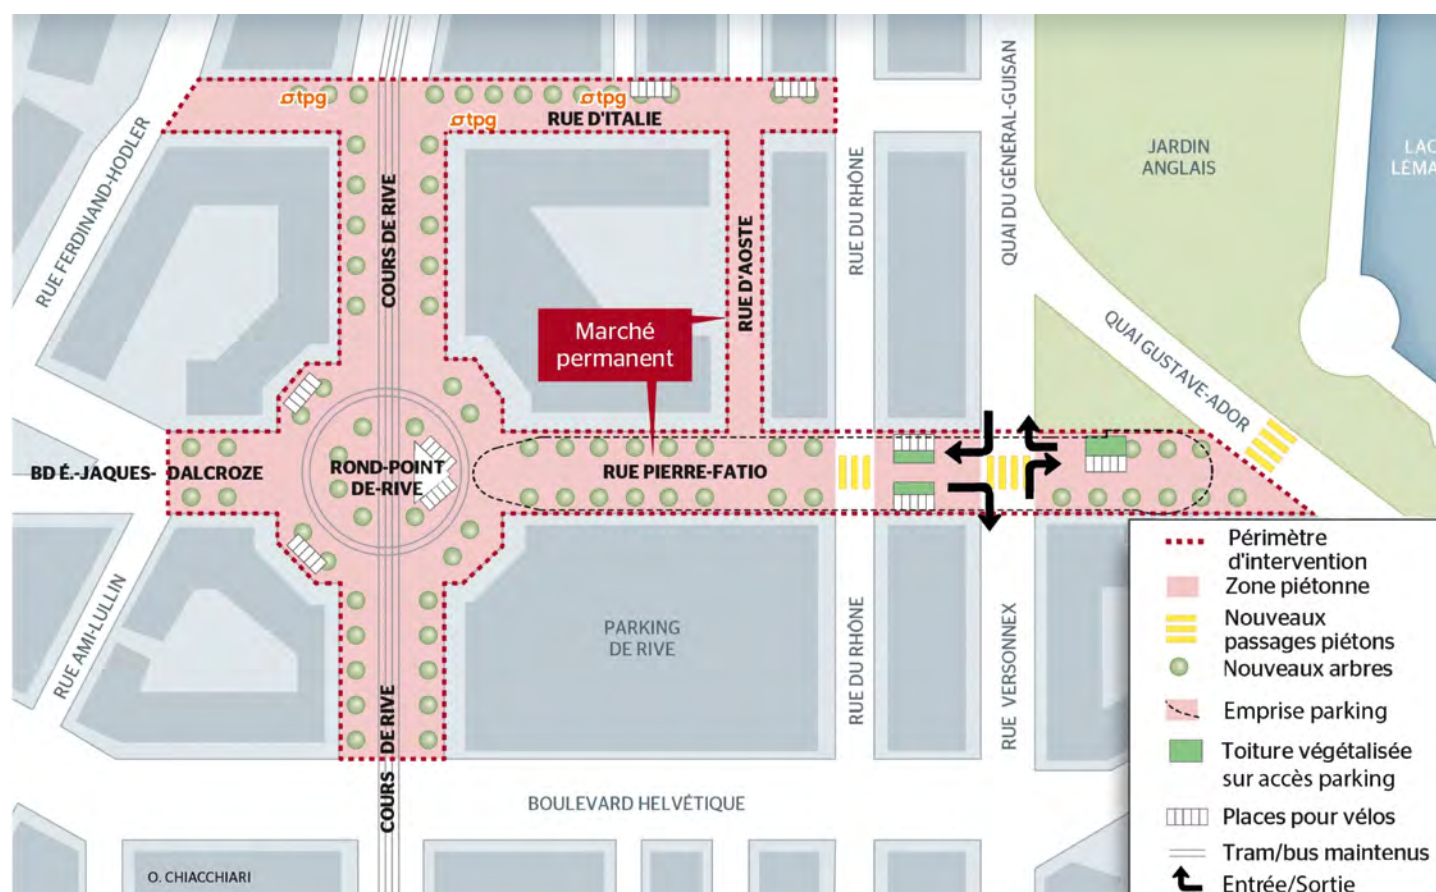 tpg
tpg
tpg
RUE D'ITALIE
RUE FERDINAND-HODLER
COURS DE RIVE
RUE D'AOSTE
RUE DU RHÔNE
QUAI DU GÉNÉRAL-GUISAN
JARDIN
ANGLAIS
LAC
LÉMA
QUAI GUSTAVE-ADOR
Marché
permanent
BD É.-JAQUES-DALCROZE
ROND-POINT
DE-RIVE
RUE PIERRE-FATIO
RUE AMI-LULLIN
COURS DE RIVE
PARKING
DE RIVE
RUE DU RHÔNE
RUE VERSONNEX
BOULEVARD HELVÉTIQUE
O. CHIACCHIARI
Périmètre
d'intervention
Zone piétonne
Nouveaux
passages piétons
Nouveaux arbres
Emprise parking
Toiture végétalisée
sur accès parking
Places pour vélos
Tram/bus maintenus
Entrée/Sortie